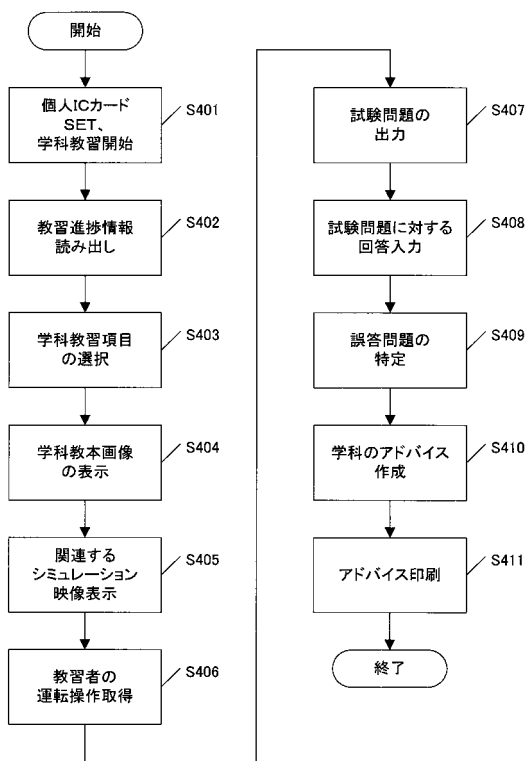 開始
個人ICカード
SET、
学科教習開始
S401
教習進捗情報
読み出し
S402
学科教習項目
の選択
S403
学科教本画像
の表示
S404
関連する
シミュレーション
映像表示
S405
教習者の
運転操作取得
S406
試験問題の
出力
S407
試験問題に対する
回答入力
S408
誤答問題の
特定
S409
学科のアドバイス
作成
S410
アドバイス印刷
S411
終了